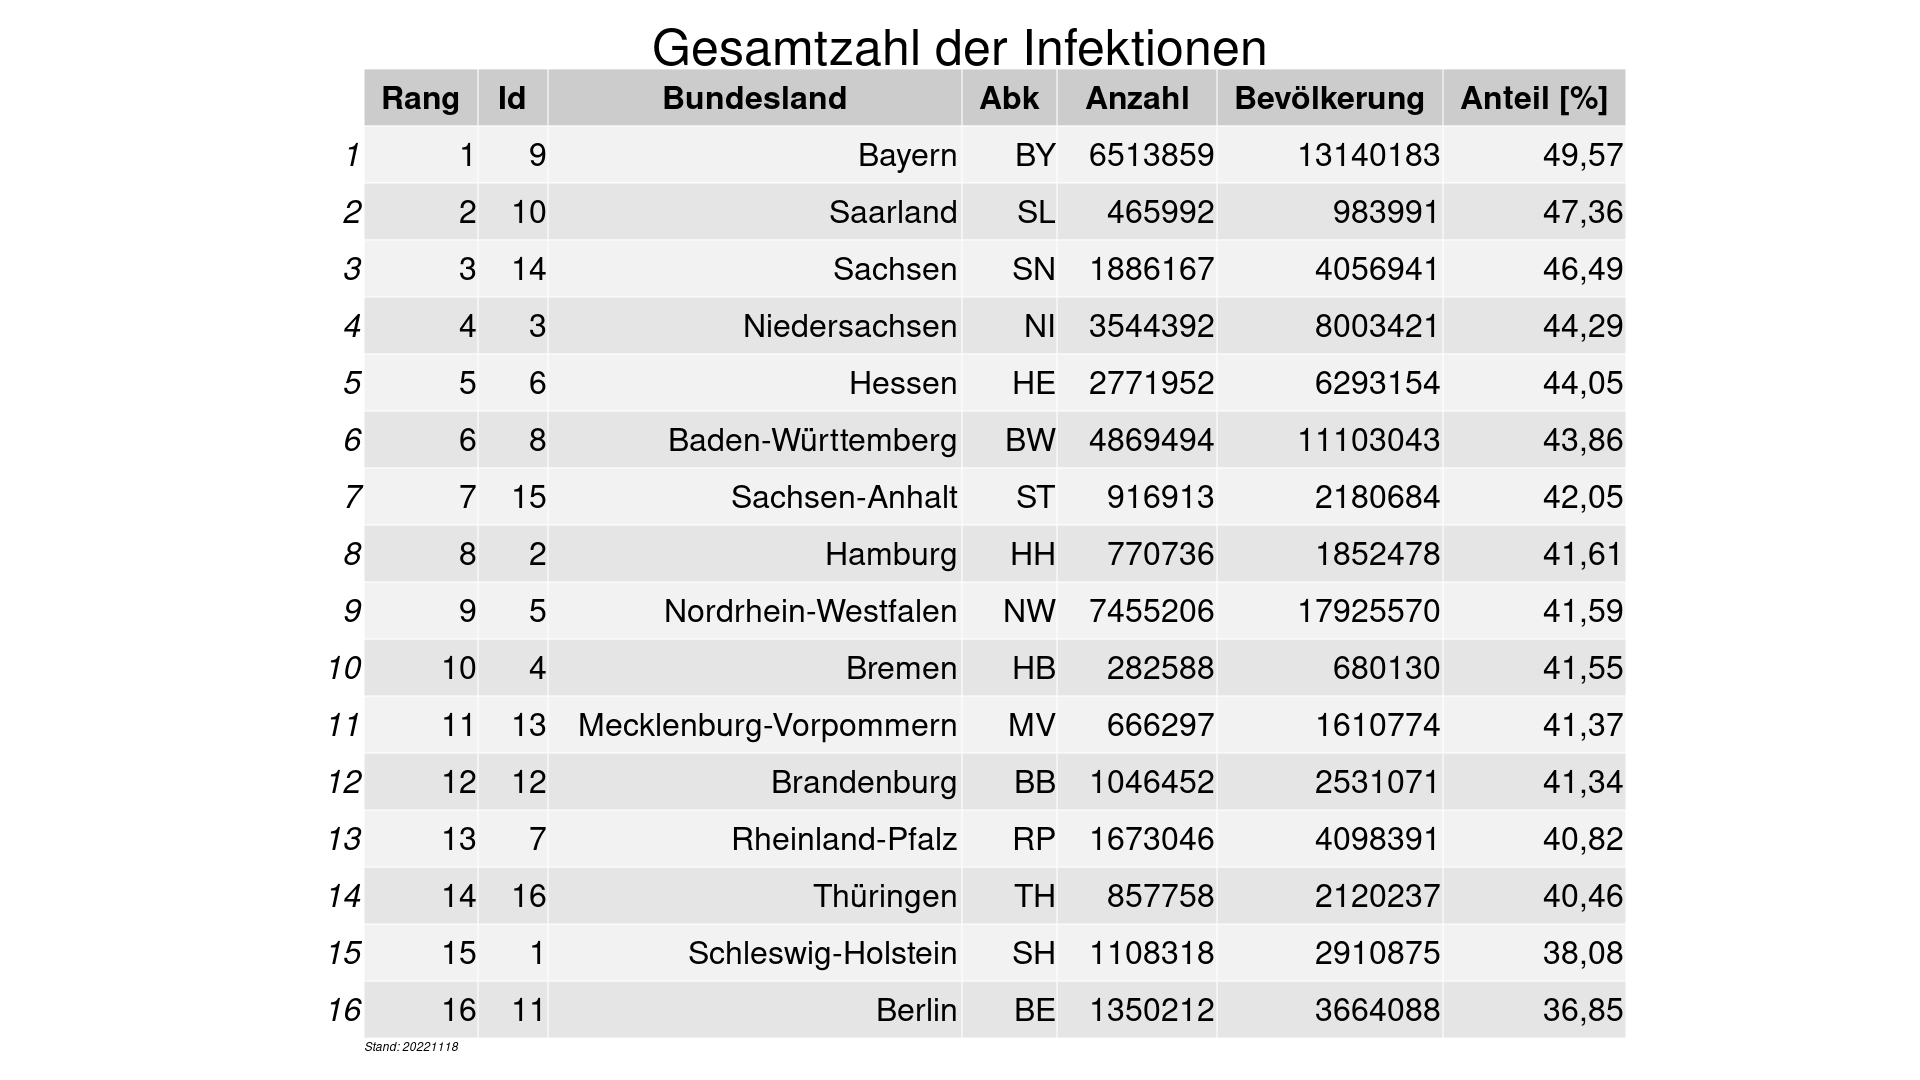 Gesamtzahl der Infektionen
Rang Id Bundesland Abk Anzahl Bevölkerung Anteil [%]
1 1 9 Bayern BY 6513859 13140183 49,57
2 2 10 Saarland SL 465992 983991 47,36
3 3 14 Sachsen SN 1886167 4056941 46,49
4 4 3 Niedersachsen NI 3544392 8003421 44,29
5 5 6 Hessen HE 2771952 6293154 44,05
6 6 8 Baden-Württemberg BW 4869494 11103043 43,86
7 7 15 Sachsen-Anhalt ST 916913 2180684 42,05
8 8 2 Hamburg HH 770736 1852478 41,61
9 9 5 Nordrhein-Westfalen NW 7455206 17925570 41,59
10 10 4 Bremen HB 282588 680130 41,55
11 11 13 Mecklenburg-Vorpommern MV 666297 1610774 41,37
12 12 12 Brandenburg BB 1046452 2531071 41,34
13 13 7 Rheinland-Pfalz RP 1673046 4098391 40,82
14 14 16 Thüringen TH 857758 2120237 40,46
15 15 1 Schleswig-Holstein SH 1108318 2910875 38,08
16 16 11 Berlin BE 1350212 3664088 36,85
Stand: 20221118